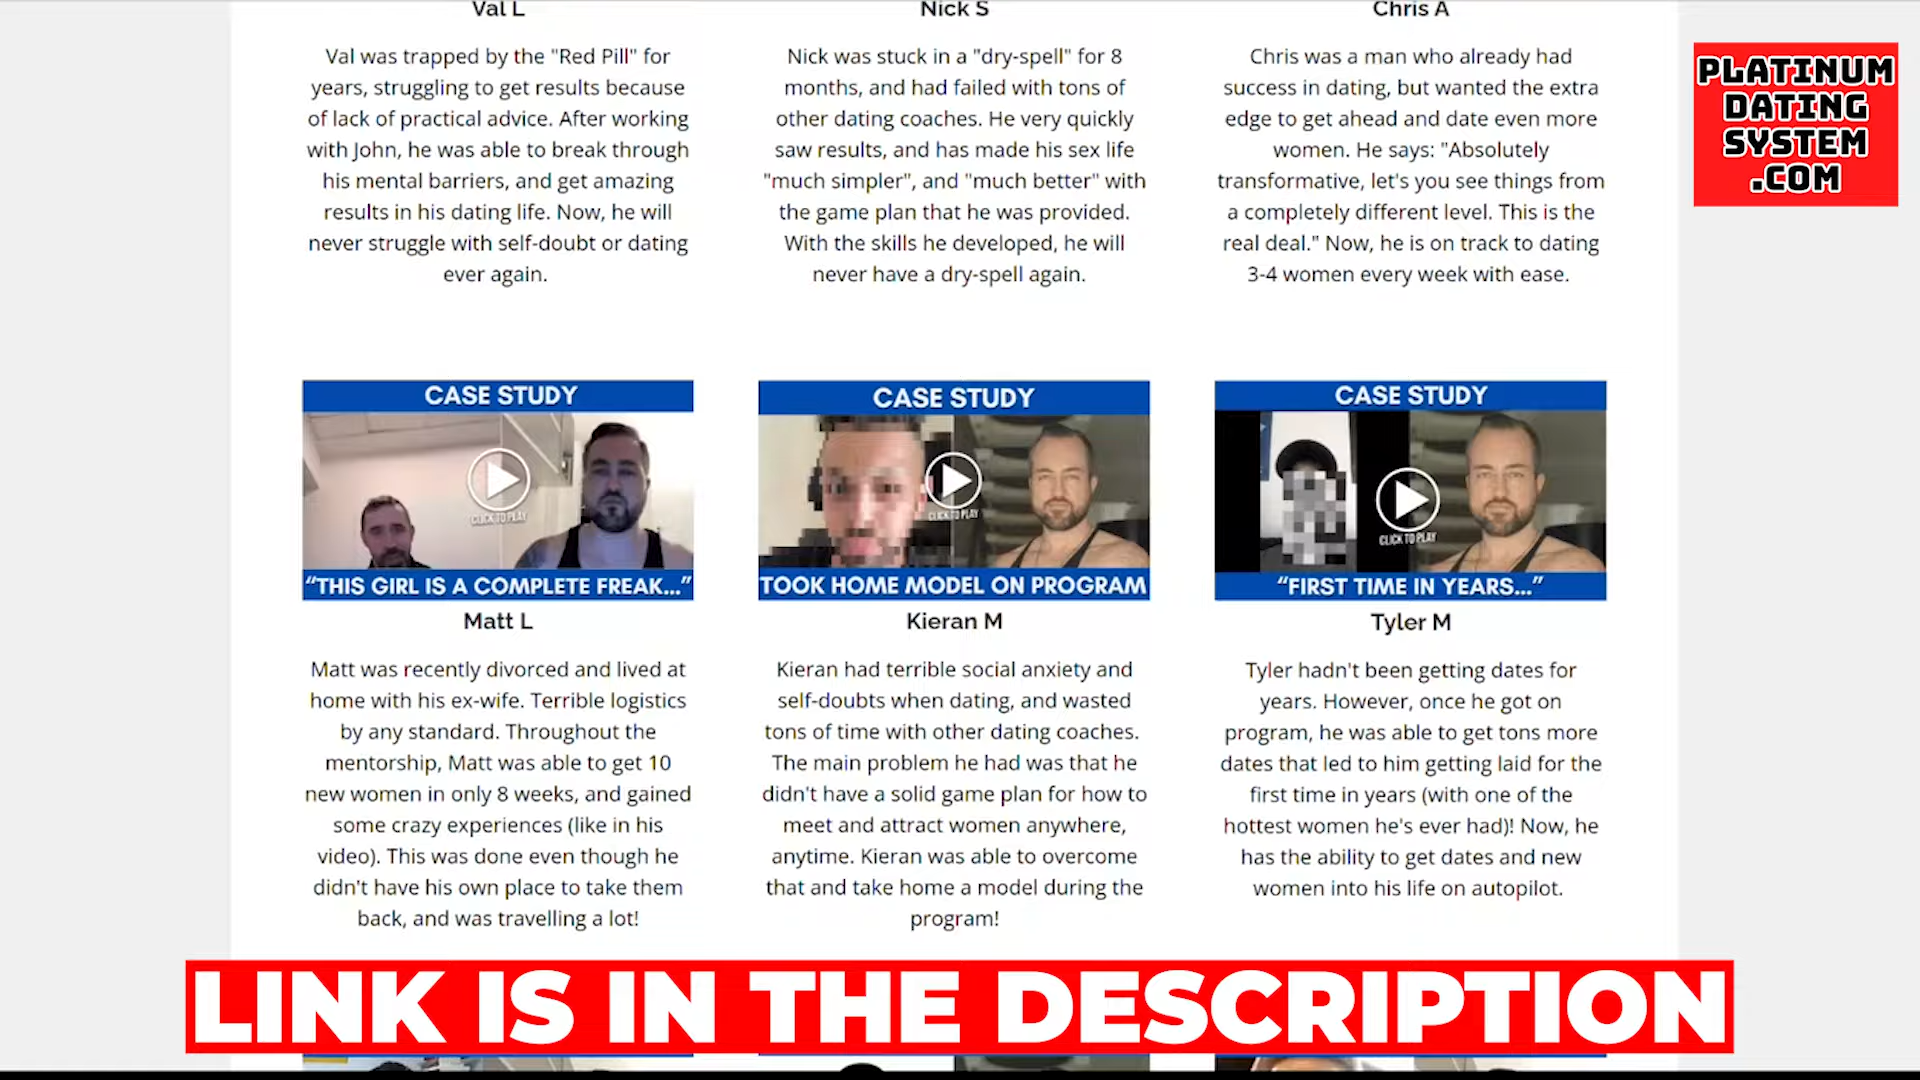 Val L
Val was trapped by the "Red Pill" for
years, struggling to get results because
of lack of practical advice. After working
with John, he was able to break through
his mental barriers, and get amazing
results in his dating life. Now, he will
never struggle with self-doubt or dating
ever again.
Nick S
Nick was stuck in a "dry-spell" for 8
months, and had failed with tons of
other dating coaches. He very quickly
saw results, and has made his sex life
"much simpler", and "much better" with
the game plan that he was provided.
With the skills he developed, he will
never have a dry-spell again.
Chris A
Chris was a man who already had
success in dating, but wanted the extra
edge to get ahead and date even more
women. He says: "Absolutely
transformative, let's you see things from
a completely different level. This is the
real deal." Now, he is on track to dating
3-4 women every week with ease.
PLATINUM
DATING
SYSTEM
.COM
CASE STUDY
CLICK TO PLAY
“THIS GIRL IS A COMPLETE FREAK...”
Matt L
Matt was recently divorced and lived at
home with his ex-wife. Terrible logistics
by any standard. Throughout the
mentorship, Matt was able to get 10
new women in only 8 weeks, and gained
some crazy experiences (like in his
video). This was done even though he
didn't have his own place to take them
back, and was travelling a lot!
CASE STUDY
CLICK TO PLAY
TOOK HOME MODEL ON PROGRAM
Kieran M
Kieran had terrible social anxiety and
self-doubts when dating, and wasted
tons of time with other dating coaches.
The main problem he had was that he
didn't have a solid game plan for how to
meet and attract women anywhere,
anytime. Kieran was able to overcome
that and take home a model during the
program!
CASE STUDY
CLICK TO PLAY
“FIRST TIME IN YEARS...”
Tyler M
Tyler hadn't been getting dates for
years. However, once he got on
program, he was able to get tons more
dates that led to him getting laid for the
first time in years (with one of the
hottest women he's ever had)! Now, he
has the ability to get dates and new
women into his life on autopilot.
LINK IS IN THE DESCRIPTION